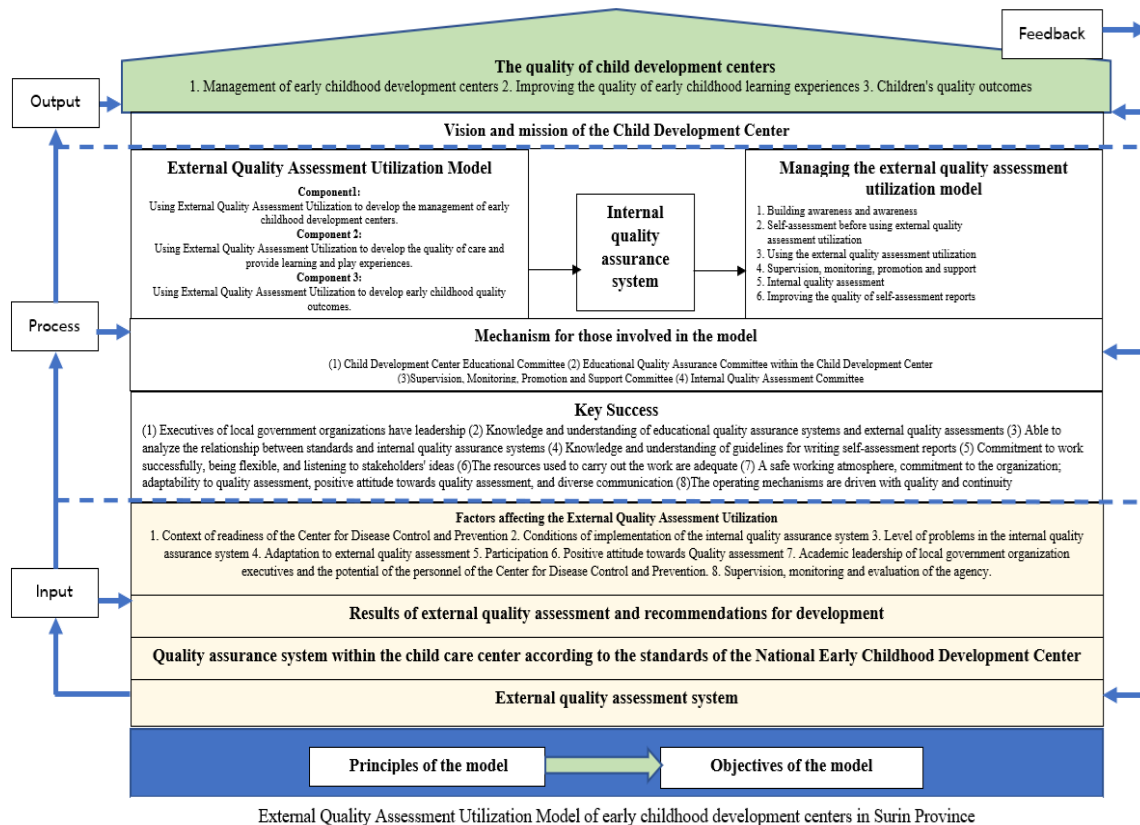 Feedback
The quality of child development centers
1. Management of early childhood development centers 2. Improving the quality of early childhood learning experiences 3. Children's quality outcomes
Output
Vision and mission of the Child Development Center
External Quality Assessment Utilization Model
Component1:
Using External Quality Assessment Utilization to develop the management of early
childhood development centers.
Component 2:
Using External Quality Assessment Utilization to develop the quality of care and
provide learning and play experiences.
Component 3:
Using External Quality Assessment Utilization to develop early childhood quality
outcomes.
Internal
quality
assurance
system
Managing the external quality assessment
utilization model
1. Building awareness and awareness
2. Self-assessment before using external quality
assessment utilization
3. Using the external quality assessment utilization
4. Supervision, monitoring, promotion and support
5. Internal quality assessment
6. Improving the quality of self-assessment reports
Process
Mechanism for those involved in the model
(1) Child Development Center Educational Committee (2) Educational Quality Assurance Committee within the Child Development Center
(3)Supervision, Monitoring, Promotion and Support Committee (4) Internal Quality Assessment Committee
Key Success
(1) Executives of local government organizations have leadership (2) Knowledge and understanding of educational quality assurance systems and external quality assessments (3) Able to
analyze the relationship between standards and internal quality assurance systems (4) Knowledge and understanding of guidelines for writing self-assessment reports (5) Commitment to work
successfully, being flexible, and listening to stakeholders' ideas (6)The resources used to carry out the work are adequate (7) A safe working atmosphere, commitment to the organization;
adaptability to quality assessment, positive attitude towards quality assessment, and diverse communication (8)The operating mechanisms are driven with quality and continuity
Factors affecting the External Quality Assessment Utilization
1. Context of readiness of the Center for Disease Control and Prevention 2. Conditions of implementation of the internal quality assurance system 3. Level of problems in the internal quality
assurance system 4. Adaptation to external quality assessment 5. Participation 6. Positive attitude towards Quality assessment 7. Academic leadership of local government organization
executives and the potential of the personnel of the Center for Disease Control and Prevention. 8. Supervision, monitoring and evaluation of the agency.
Input
Results of external quality assessment and recommendations for development
Quality assurance system within the child care center according to the standards of the National Early Childhood Development Center
External quality assessment system
Principles of the model
Objectives of the model
External Quality Assessment Utilization Model of early childhood development centers in Surin Province